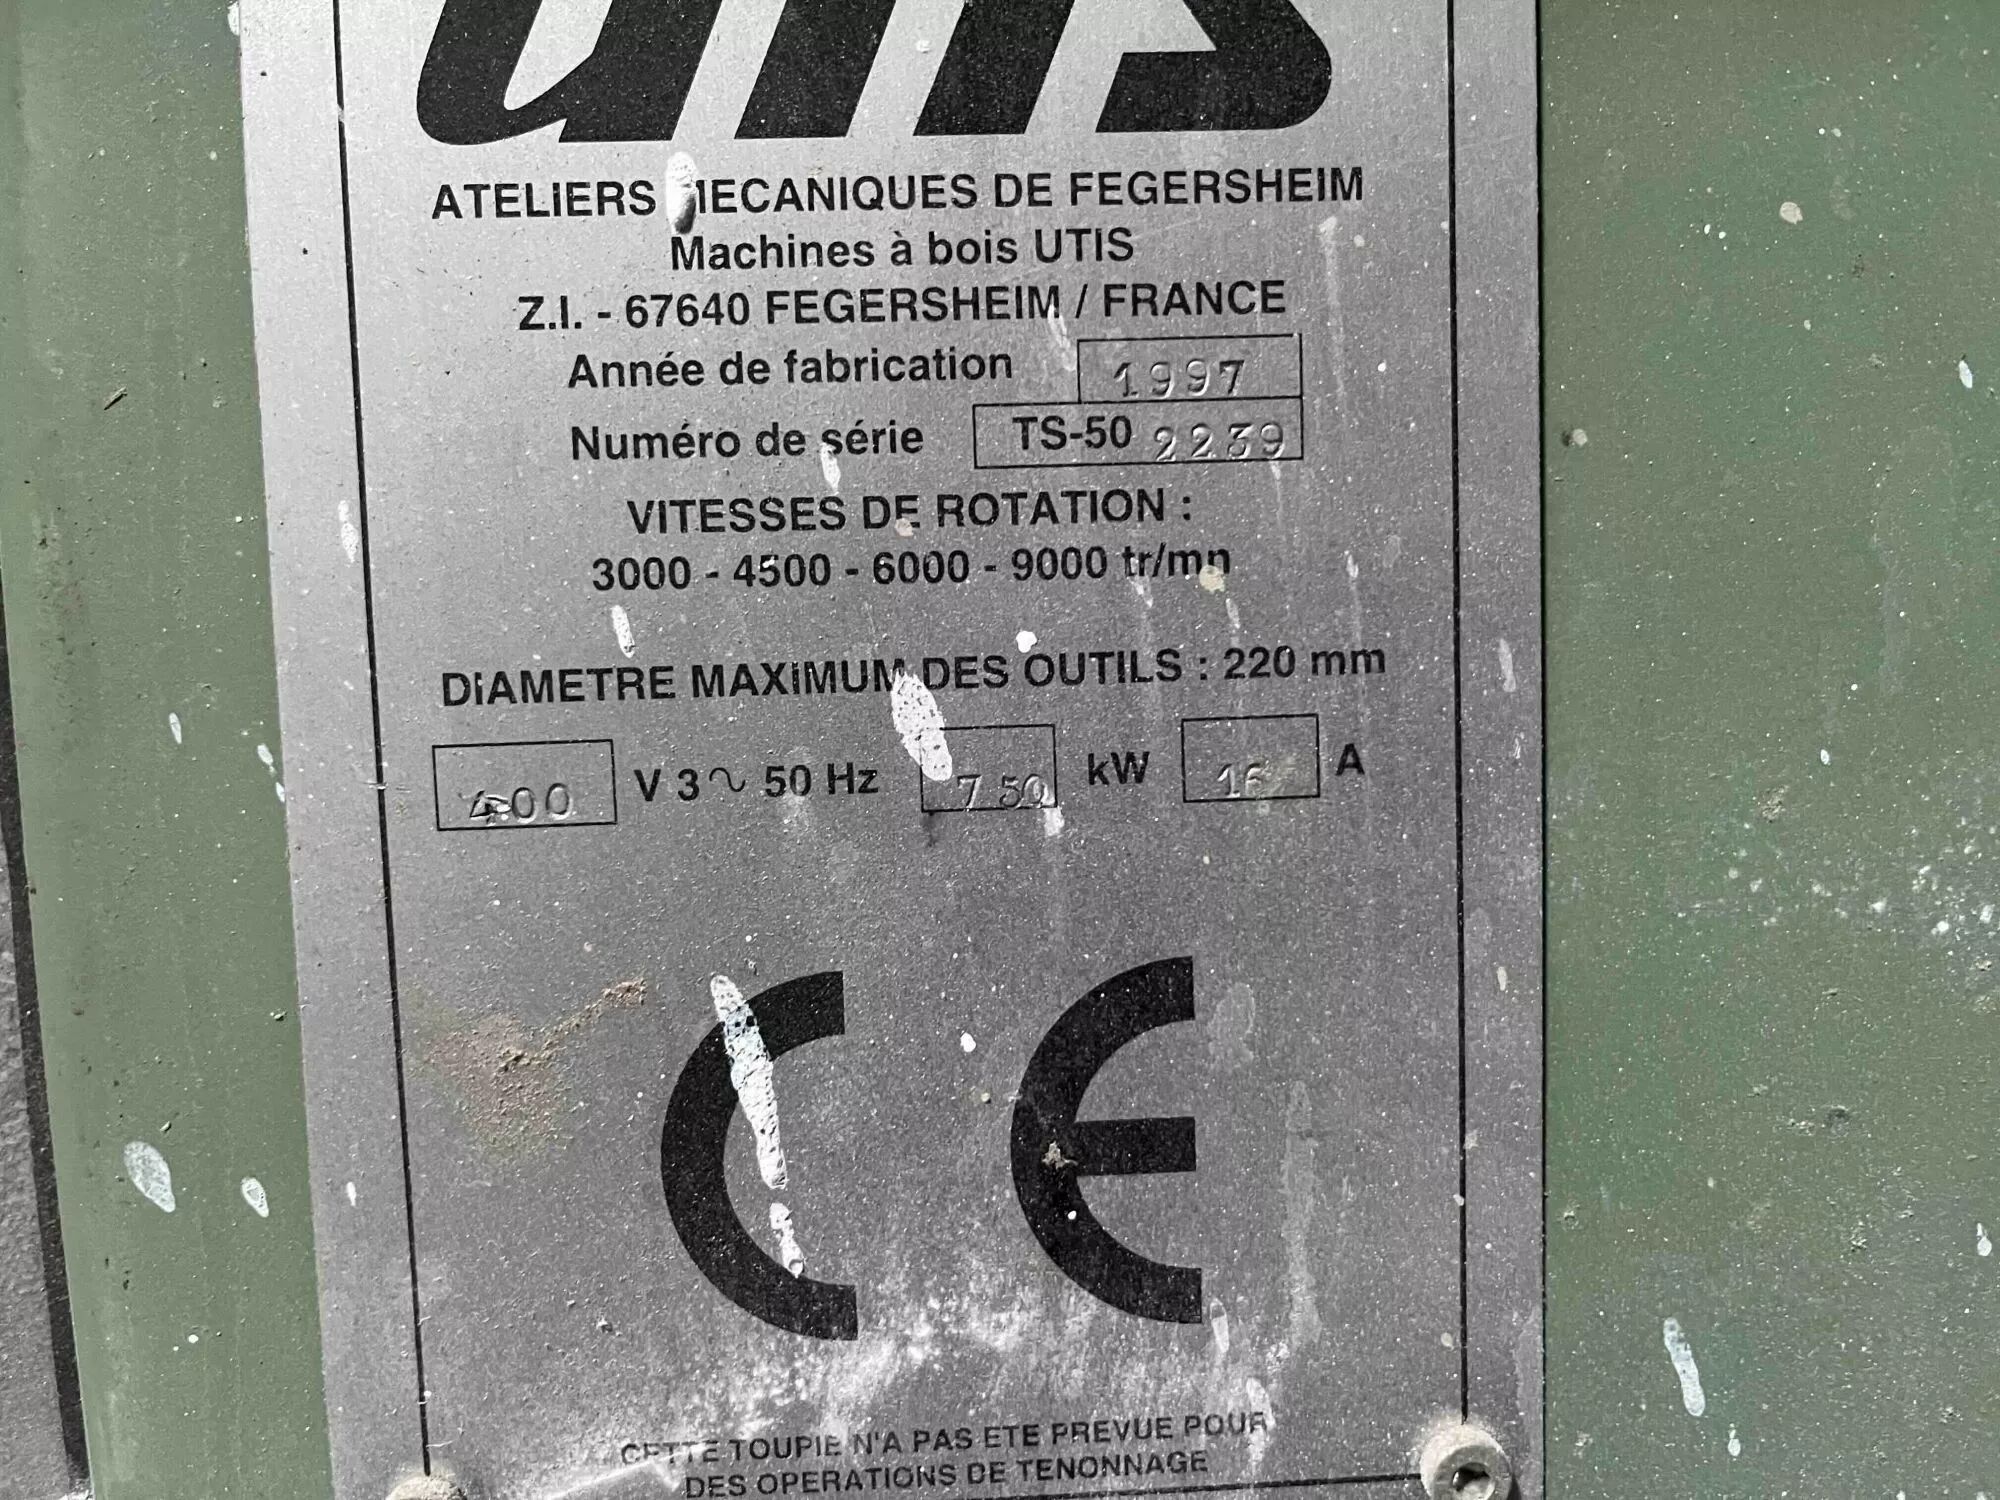 UTIS
ATELIERS MECANIQUES DE FEGERSHEIM
Machines à bois UTIS
Z.I. - 67640 FEGERSHEIM / FRANCE
Année de fabrication 1997
Numéro de série TS-50 2239
VITESSES DE ROTATION :
3000 - 4500 - 6000 - 9000 tr/mn
DIAMETRE MAXIMUM DES OUTILS : 220 mm
400 V 3~ 50 Hz 7 50 kW 16 A
CE
CETTE TOUPIE N'A PAS ETE PREVUE POUR
DES OPERATIONS DE TENONNAGE